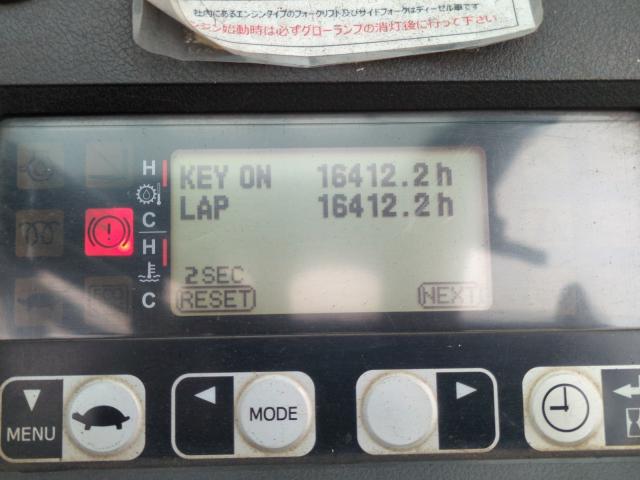 社内にあるエンジンタイプのフォークリフト及びサイドフォークはディーゼル車です
ンジン始動時は必ずグローランプの消灯後に行って下さい
H
C
H
C
KEY ON 16412.2h
LAP 16412.2h
2SEC
RESET NEXT
MENU
MODE